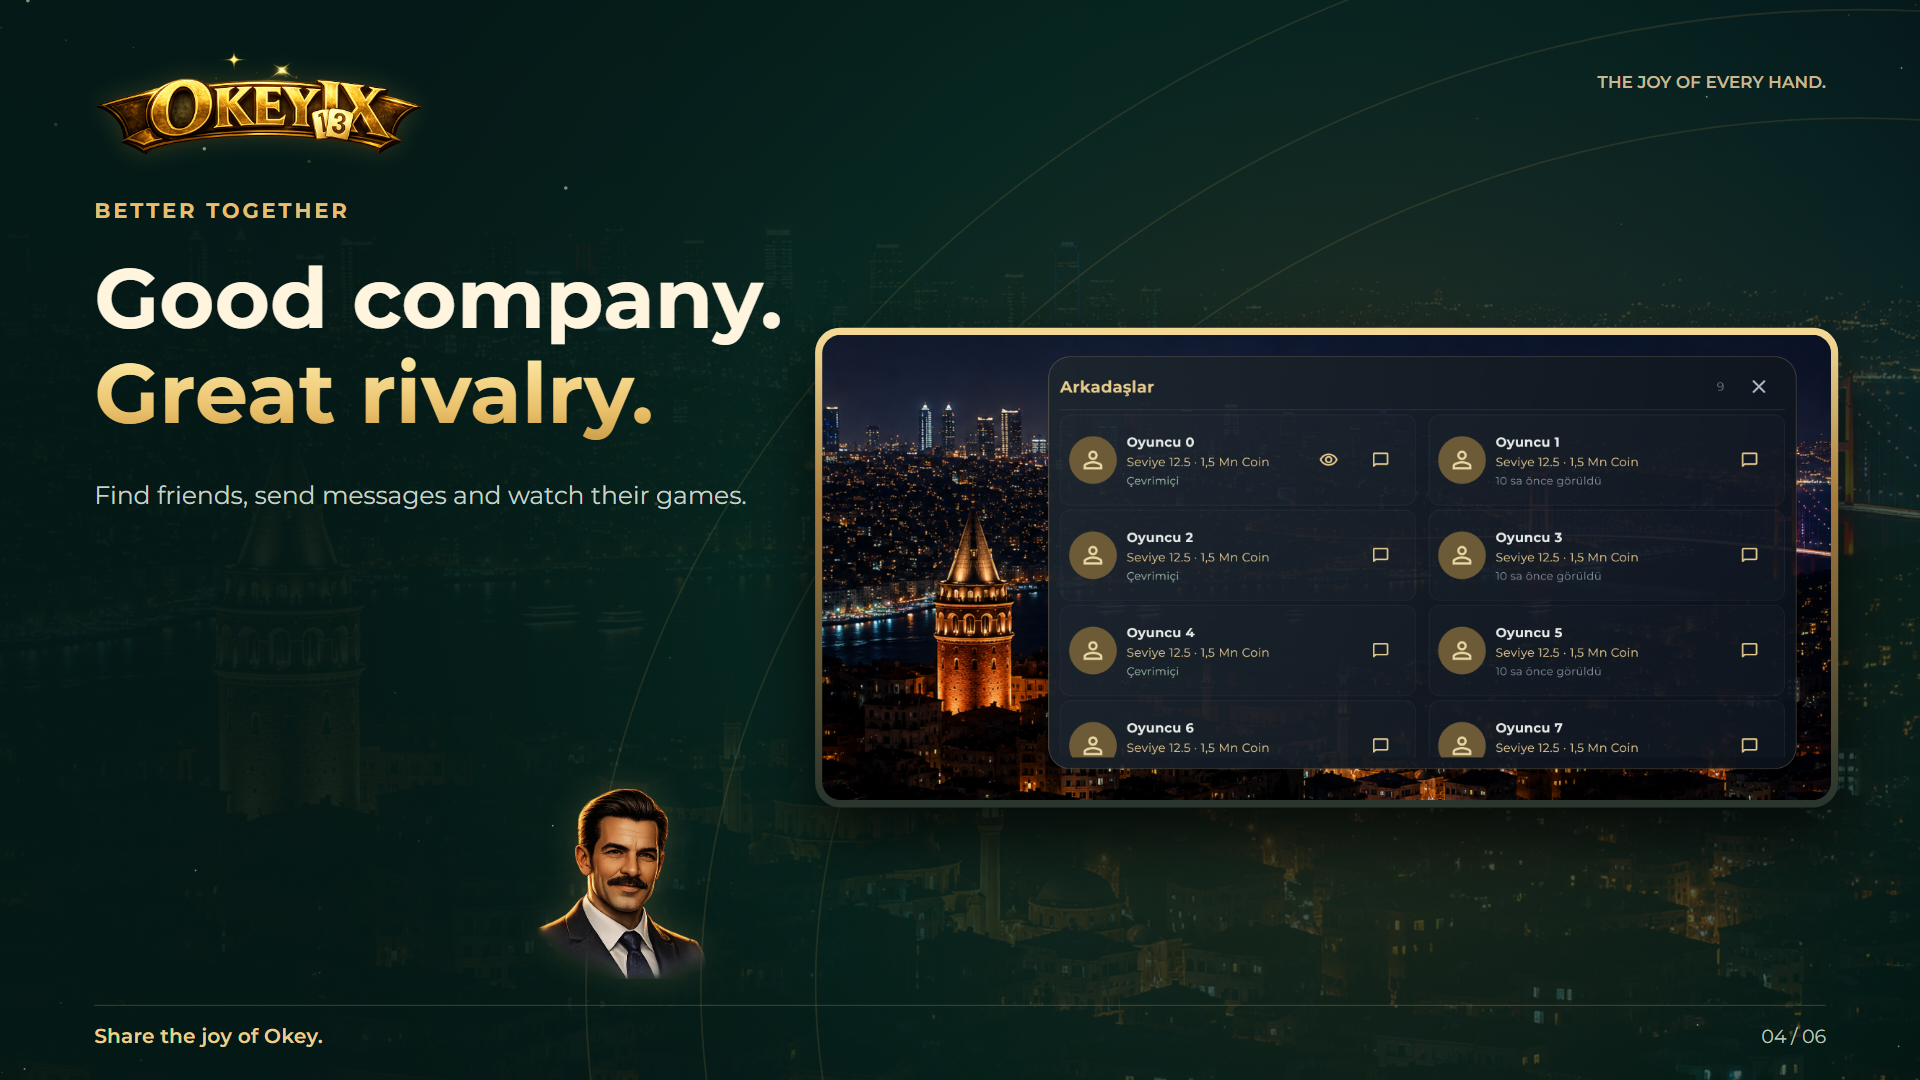 OKEYIX
13
THE JOY OF EVERY HAND.
BETTER TOGETHER
Good company.
Great rivalry.
Find friends, send messages and watch their games.
Arkadaşlar
9
Oyuncu 0
Seviye 12.5 · 1,5 Mn Coin
Çevrimiçi
Oyuncu 1
Seviye 12.5 · 1,5 Mn Coin
10 sa önce görüldü
Oyuncu 2
Seviye 12.5 · 1,5 Mn Coin
Çevrimiçi
Oyuncu 3
Seviye 12.5 · 1,5 Mn Coin
10 sa önce görüldü
Oyuncu 4
Seviye 12.5 · 1,5 Mn Coin
Çevrimiçi
Oyuncu 5
Seviye 12.5 · 1,5 Mn Coin
10 sa önce görüldü
Oyuncu 6
Seviye 12.5 · 1,5 Mn Coin
Oyuncu 7
Seviye 12.5 · 1,5 Mn Coin
Share the joy of Okey.
04 / 06